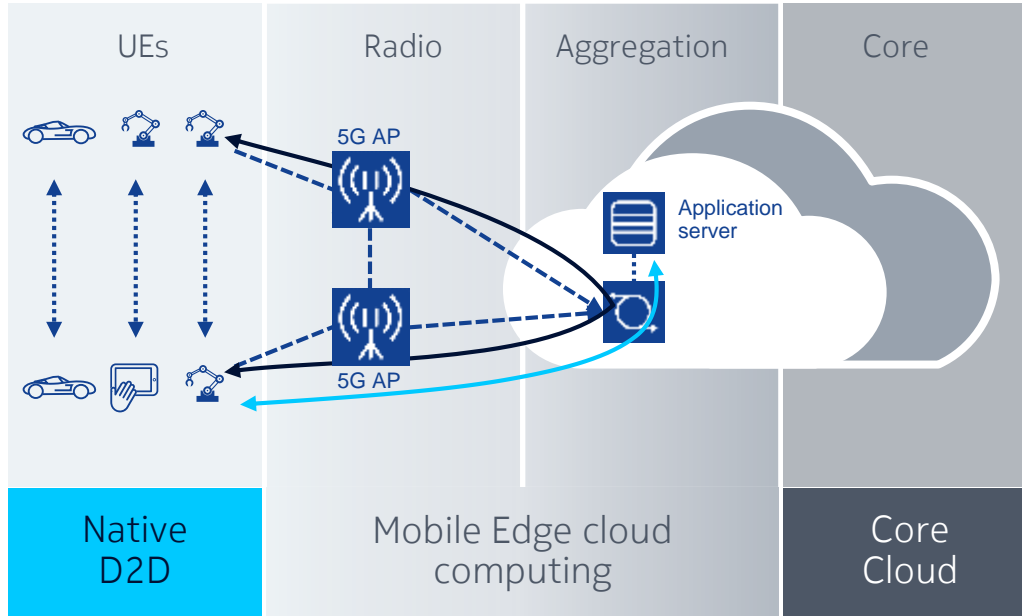 UEs
Radio
Aggregation
Core
5G AP
Application
server
5G AP
Native
D2D
Mobile Edge cloud
computing
Core
Cloud